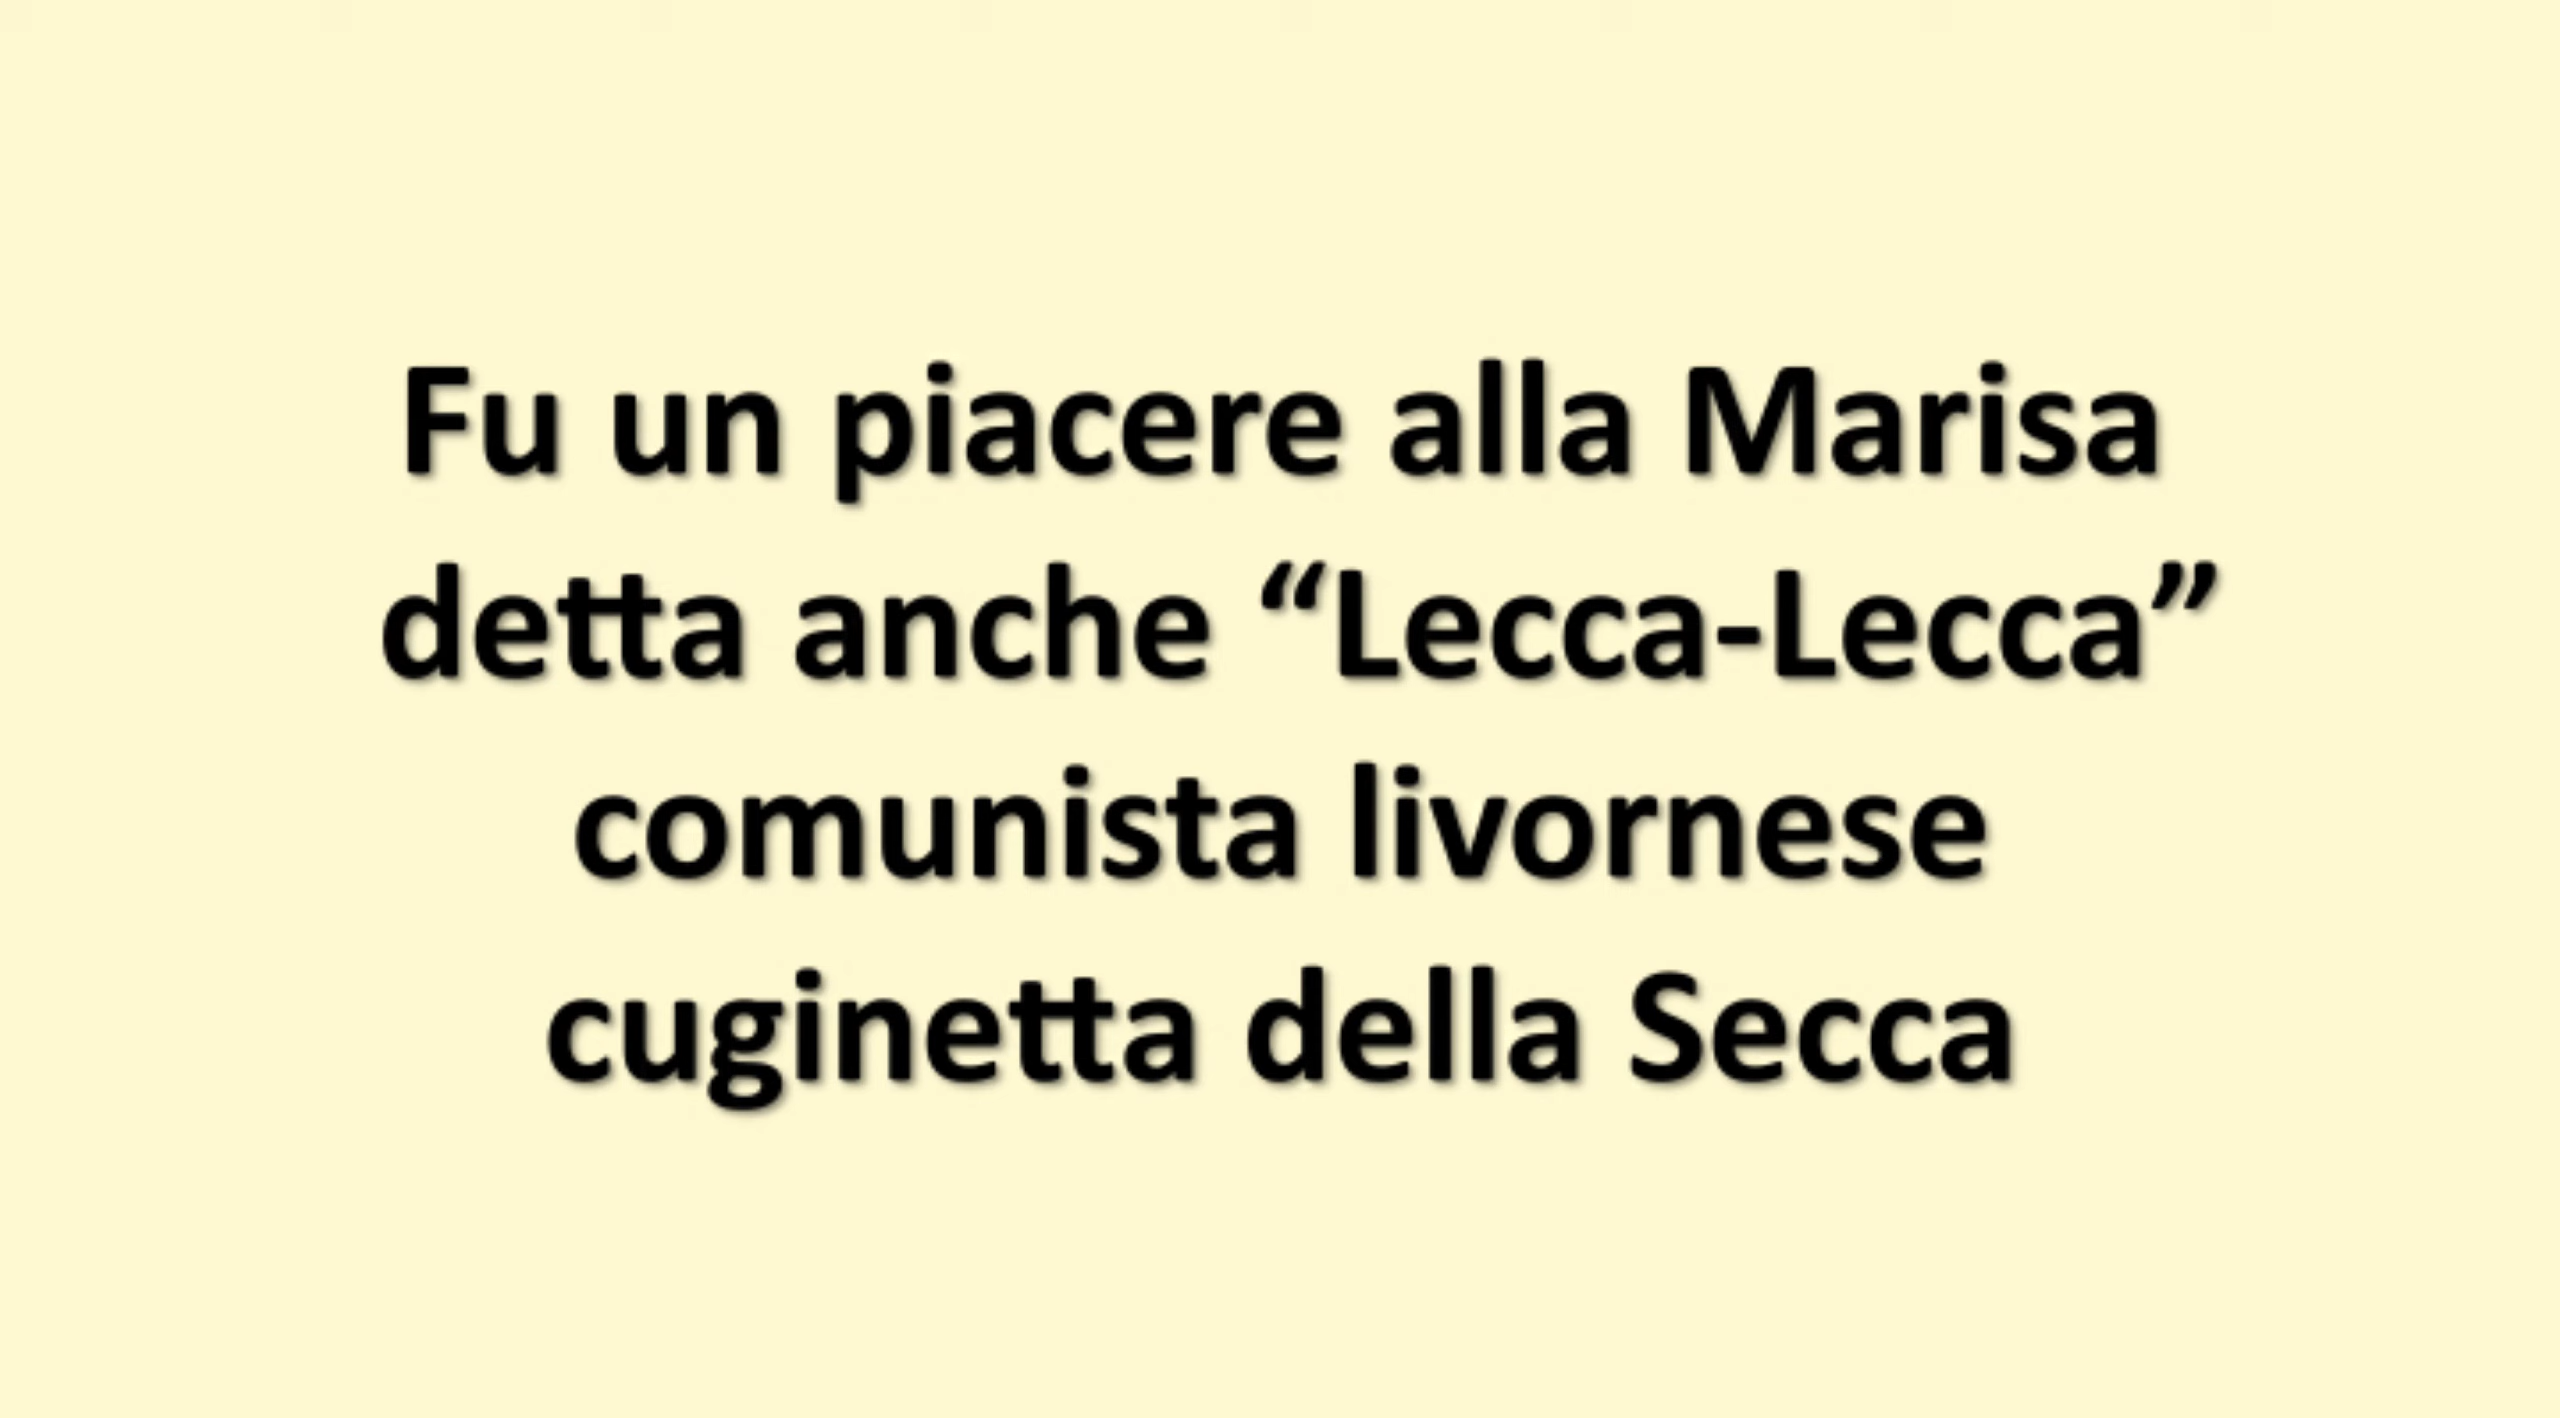 Fu un piacere alla Marisa
detta anche “Lecca-Lecca”
comunista livornese
cuginetta della Secca